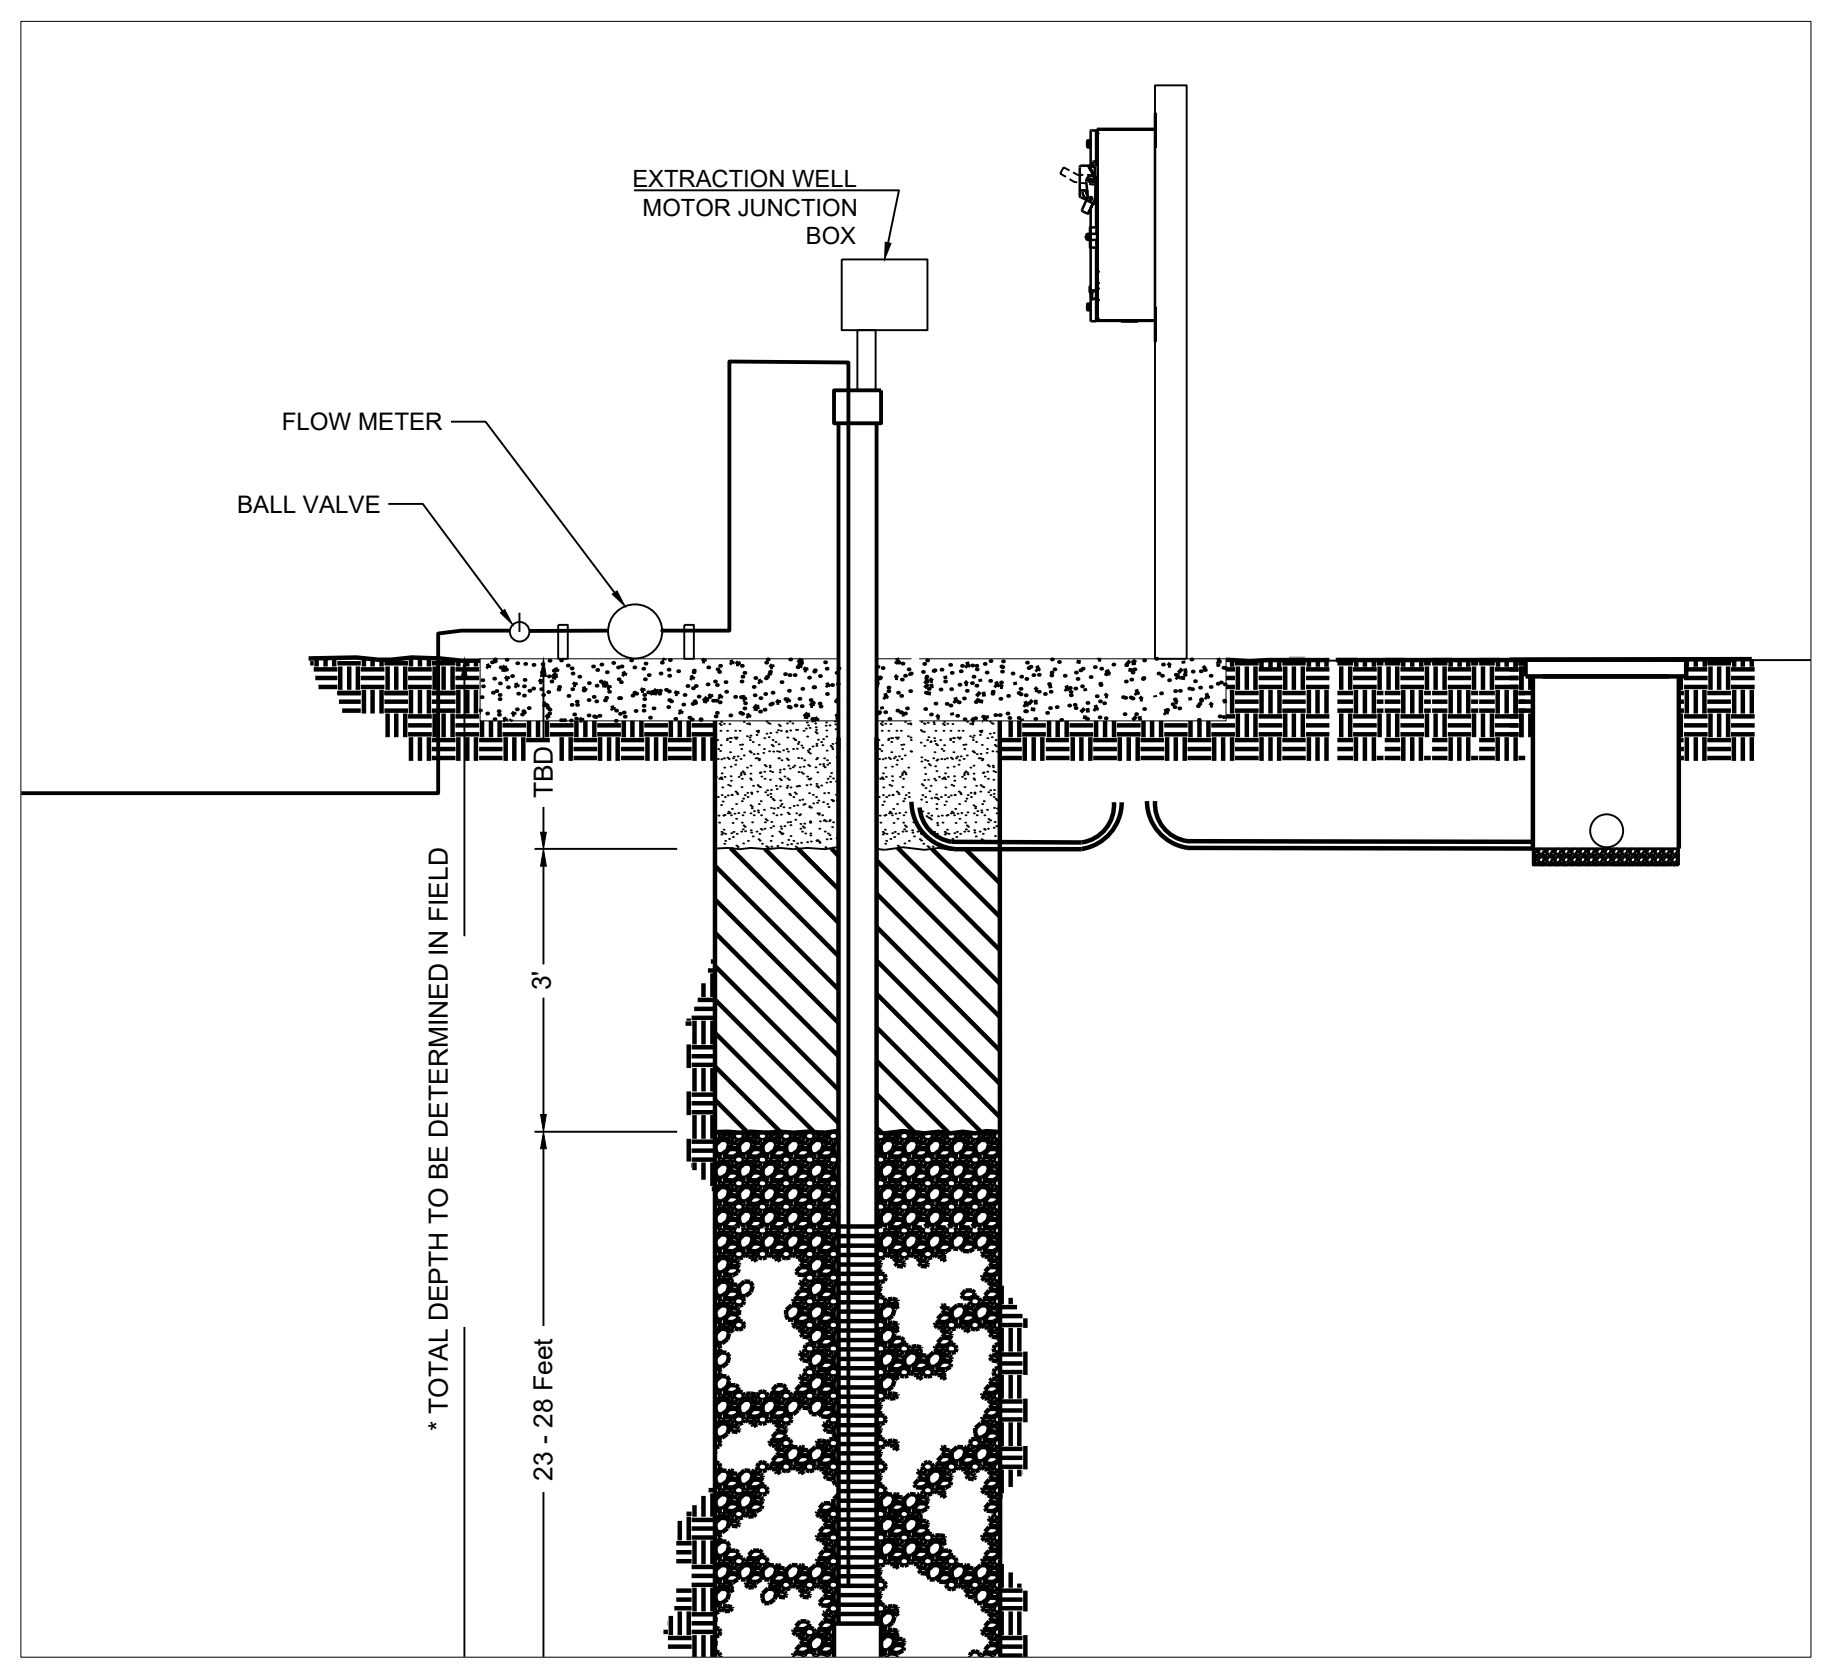 EXTRACTION WELL
MOTOR JUNCTION
BOX
FLOW METER
BALL VALVE
TBD
3'
* TOTAL DEPTH TO BE DETERMINED IN FIELD
23 - 28 Feet